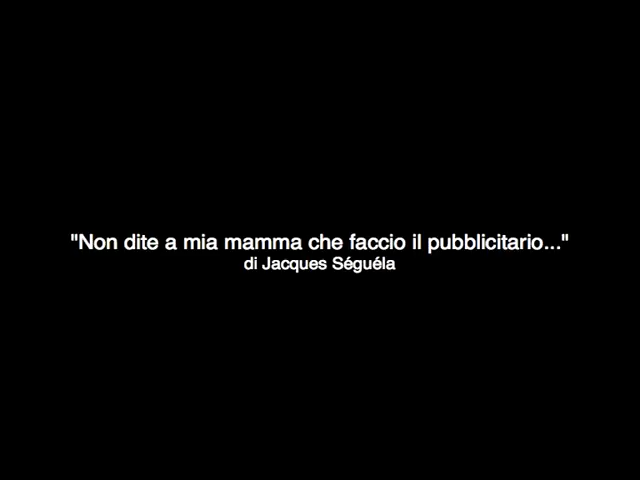 "Non dite a mia mamma che faccio il pubblicitario..."
di Jacques Séguéla